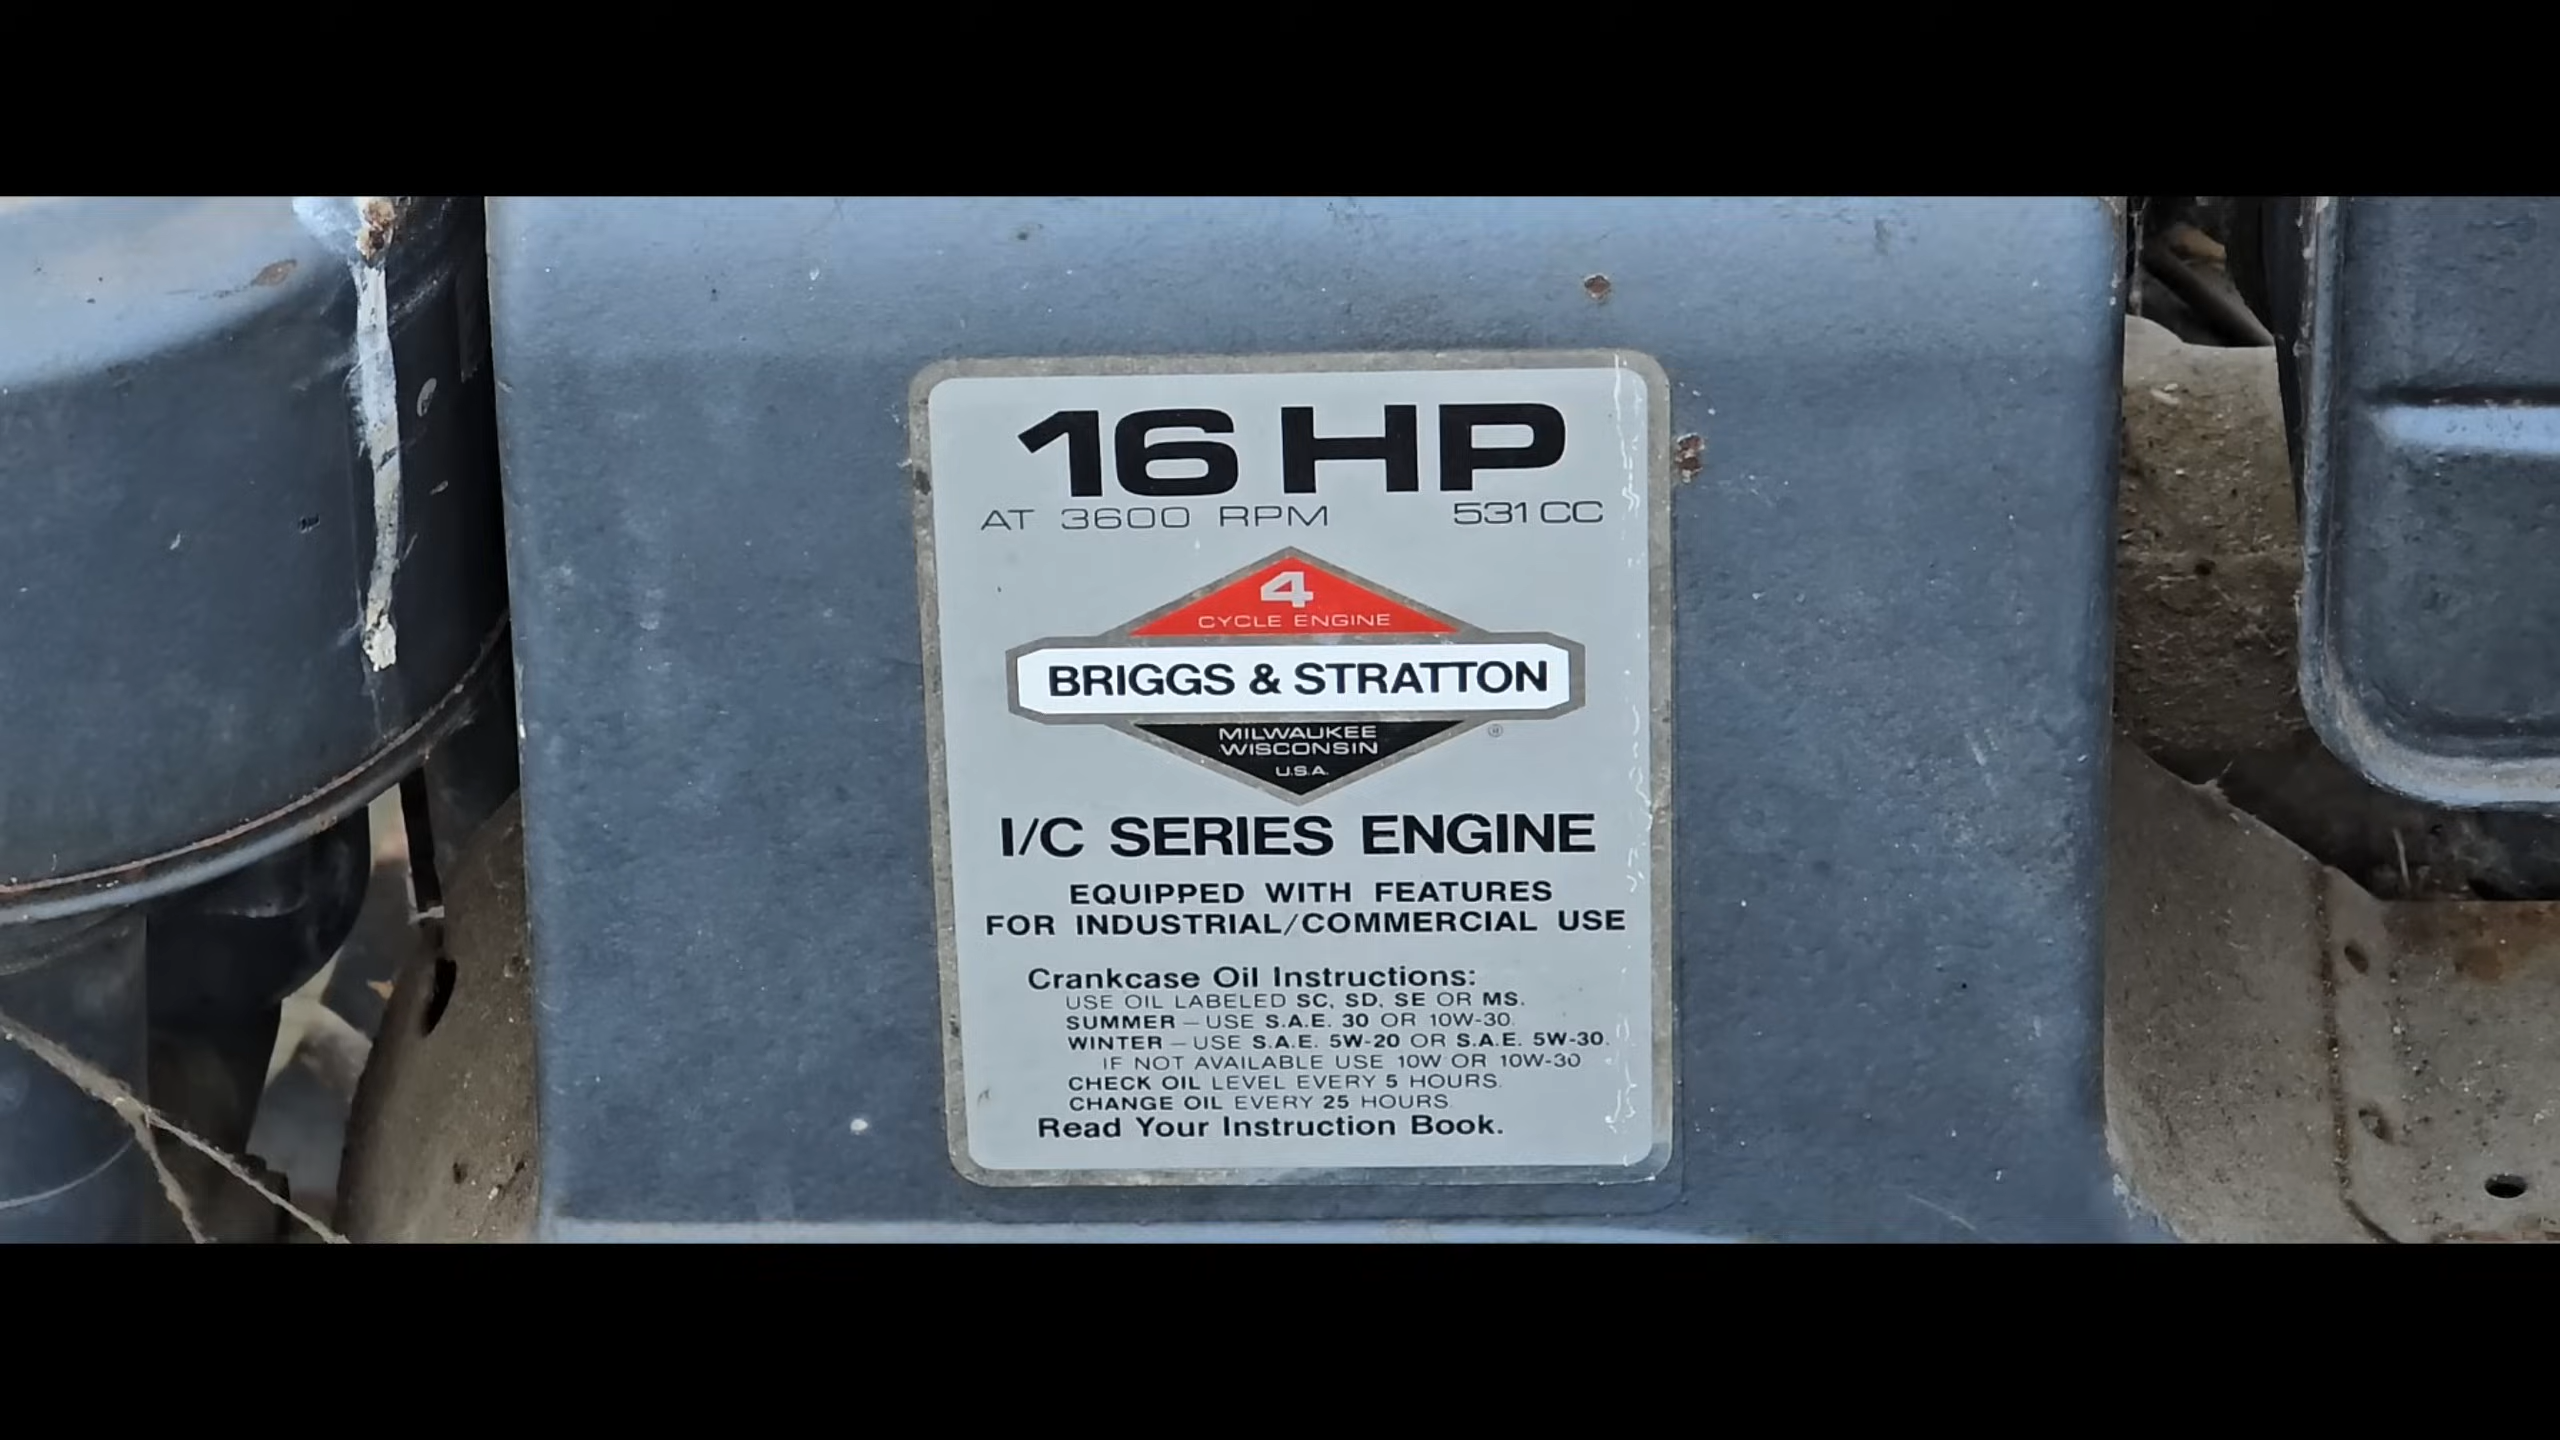 16 HP
AT 3600 RPM 531 CC
4
CYCLE ENGINE
BRIGGS & STRATTON
MILWAUKEE
WISCONSIN
U.S.A.
®
I/C SERIES ENGINE
EQUIPPED WITH FEATURES
FOR INDUSTRIAL/COMMERCIAL USE
Crankcase Oil Instructions:
USE OIL LABELED SC, SD, SE OR MS.
SUMMER – USE S.A.E. 30 OR 10W-30.
WINTER – USE S.A.E. 5W-20 OR S.A.E. 5W-30.
IF NOT AVAILABLE USE 10W OR 10W-30
CHECK OIL LEVEL EVERY 5 HOURS.
CHANGE OIL EVERY 25 HOURS.
Read Your Instruction Book.